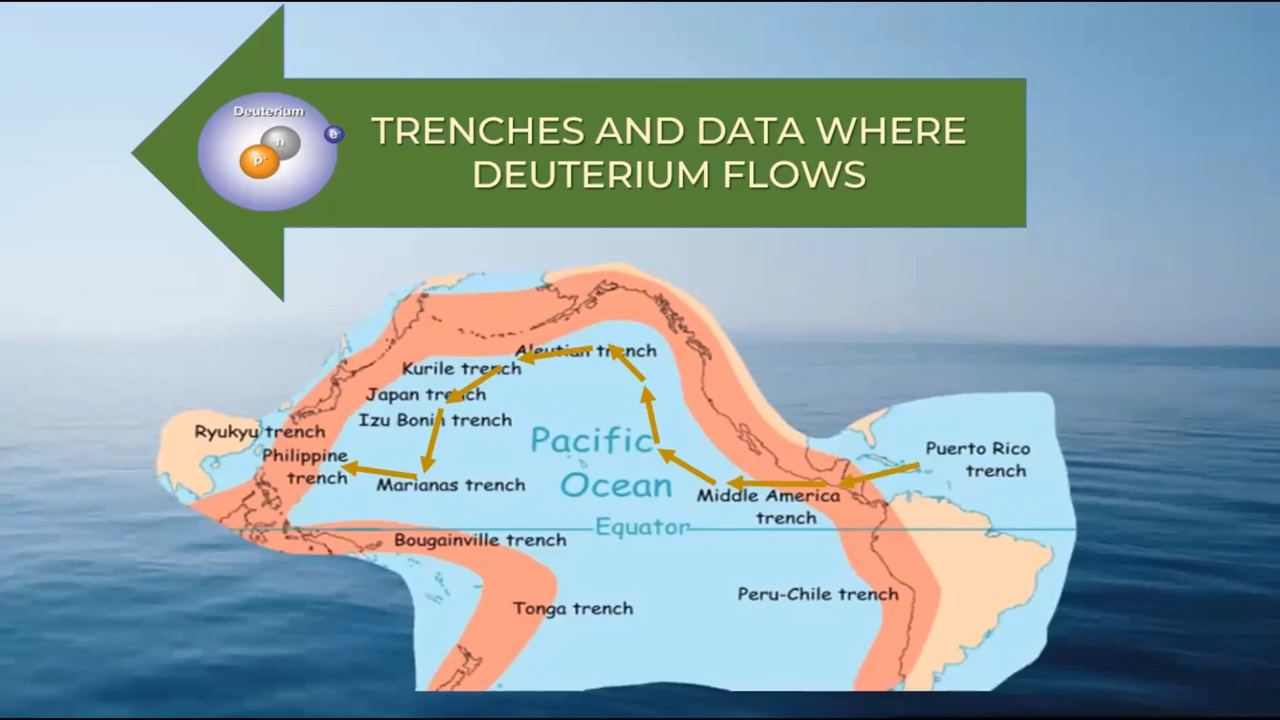 Deuterium
n
e-
p+
TRENCHES AND DATA WHERE
DEUTERIUM FLOWS
Aleutian trench
Kurile trench
Japan trench
Izu Bonin trench
Ryukyu trench
Philippine
trench
Marianas trench
Pacific
Ocean
Puerto Rico
trench
Middle America
trench
Equator
Bougainville trench
Peru-Chile trench
Tonga trench